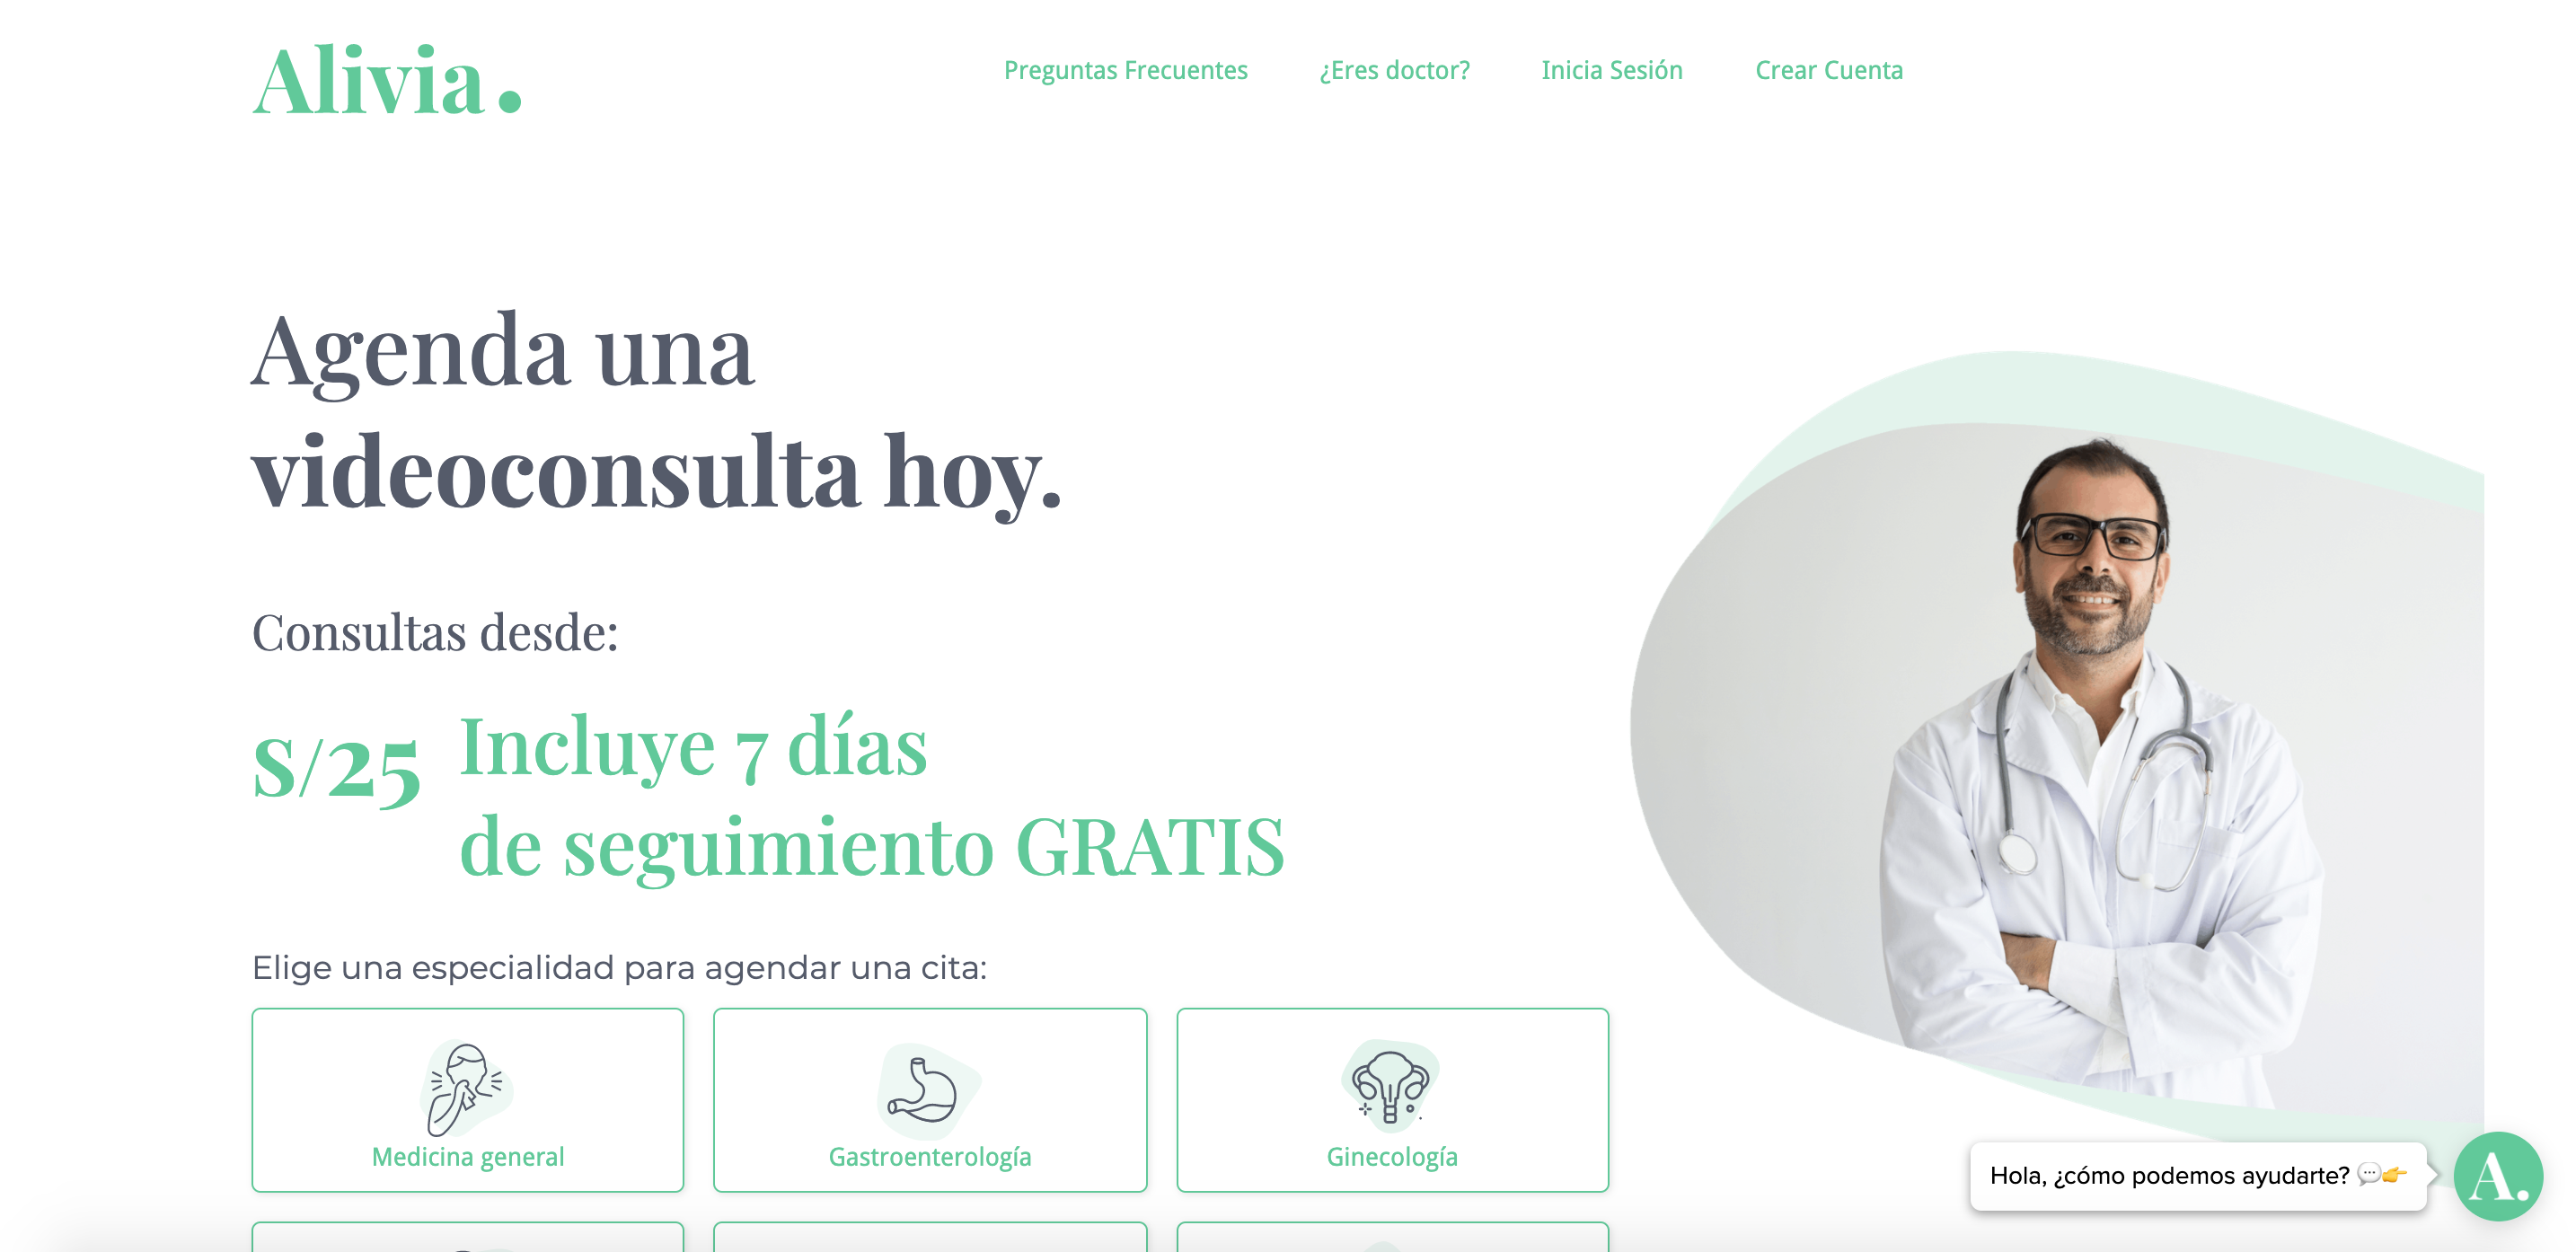 Alivia.
Preguntas Frecuentes
¿Eres doctor?
Inicia Sesión
Crear Cuenta
Agenda una
videoconsulta hoy.
Consultas desde:
S/25
Incluye 7 días
de seguimiento GRATIS
Elige una especialidad para agendar una cita:
Medicina general
Gastroenterología
Ginecología
Hola, ¿cómo podemos ayudarte? 💬👉
A.